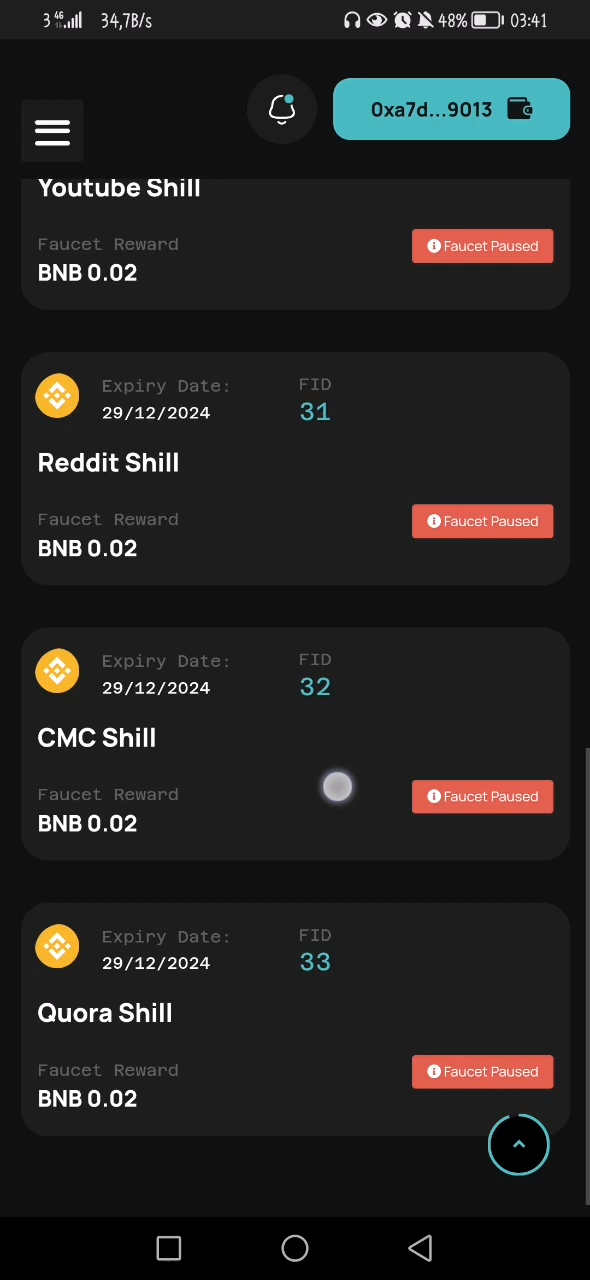 3 4G 34,7B/s 48% 03:41
0xa7d...9013
Youtube Shill
Faucet Reward
BNB 0.02
Faucet Paused
Expiry Date:
29/12/2024
FID
31
Reddit Shill
Faucet Reward
BNB 0.02
Faucet Paused
Expiry Date:
29/12/2024
FID
32
CMC Shill
Faucet Reward
BNB 0.02
Faucet Paused
Expiry Date:
29/12/2024
FID
33
Quora Shill
Faucet Reward
BNB 0.02
Faucet Paused